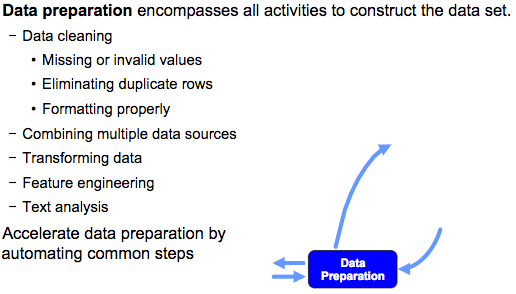 Data preparation encompasses all activities to construct the data set.
− Data cleaning
• Missing or invalid values
• Eliminating duplicate rows
• Formatting properly
− Combining multiple data sources
− Transforming data
− Feature engineering
− Text analysis
Accelerate data preparation by
automating common steps
Data
Preparation